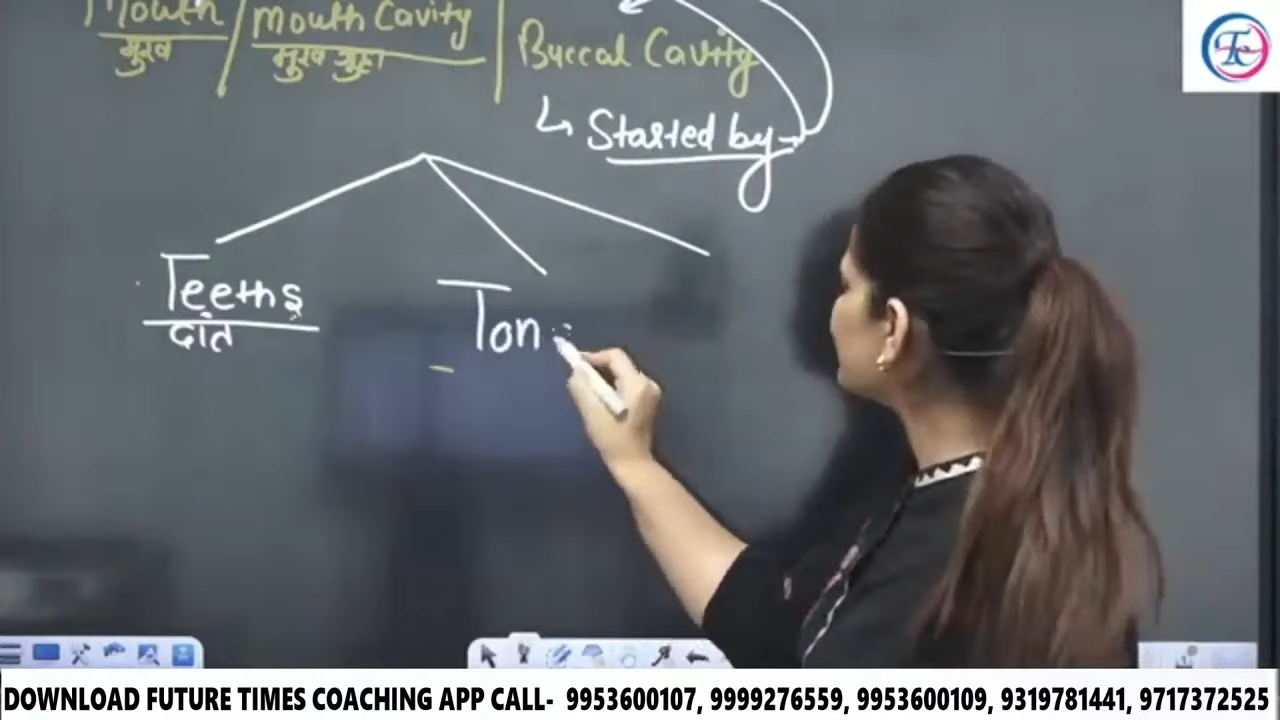 Mouth / Mouth Cavity | Buccal Cavity
मुख मुख गुहा
↳ Started by →
Teeths
दांत
Ton
DOWNLOAD FUTURE TIMES COACHING APP CALL- 9953600107, 9999276559, 9953600109, 9319781441, 9717372525